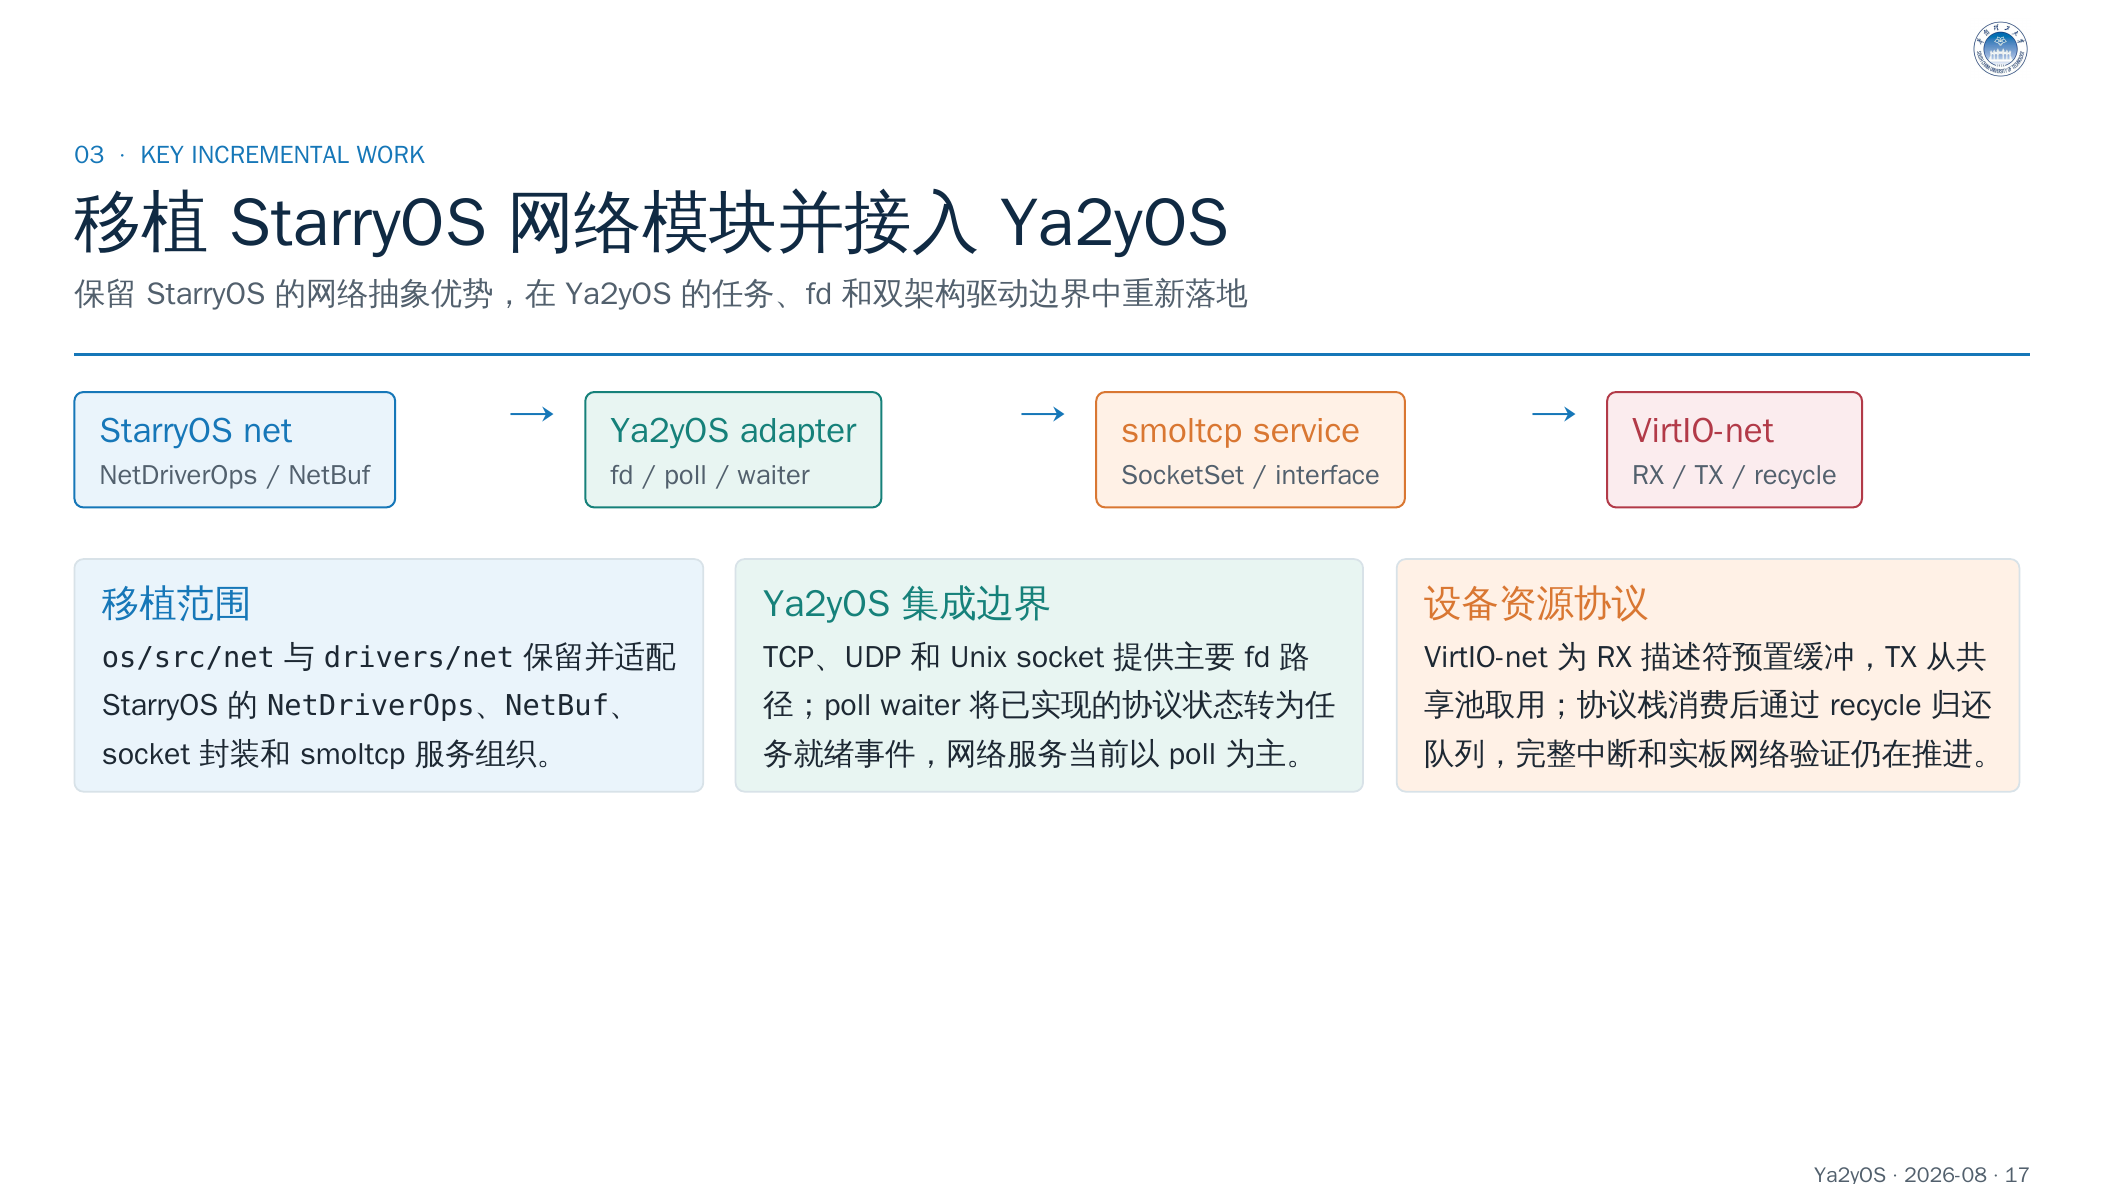 03 · KEY INCREMENTAL WORK
移植 StarryOS 网络模块并接入 Ya2yOS
保留 StarryOS 的网络抽象优势，在 Ya2yOS 的任务、fd 和双架构驱动边界中重新落地
StarryOS net
NetDriverOps / NetBuf
→
Ya2yOS adapter
fd / poll / waiter
→
smoltcp service
SocketSet / interface
→
VirtIO-net
RX / TX / recycle
移植范围
os/src/net 与 drivers/net 保留并适配
StarryOS 的 NetDriverOps、NetBuf、
socket 封装和 smoltcp 服务组织。
Ya2yOS 集成边界
TCP、UDP 和 Unix socket 提供主要 fd 路
径；poll waiter 将已实现的协议状态转为任
务就绪事件，网络服务当前以 poll 为主。
设备资源协议
VirtIO-net 为 RX 描述符预置缓冲，TX 从共
享池取用；协议栈消费后通过 recycle 归还
队列，完整中断和实板网络验证仍在推进。
Ya2yOS · 2026-08 · 17